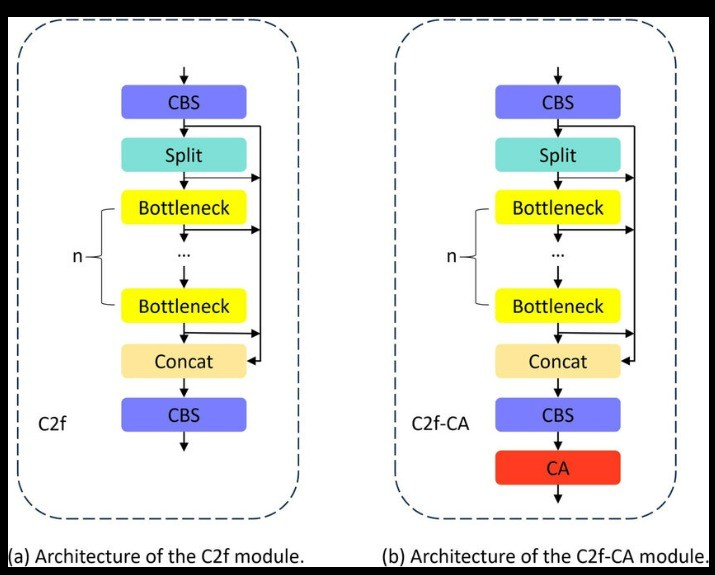 CBS
Split
Bottleneck
n
...
Bottleneck
Concat
CBS
C2f
(a) Architecture of the C2f module.
CBS
Split
Bottleneck
n
...
Bottleneck
Concat
CBS
C2f-CA
CA
(b) Architecture of the C2f-CA module.